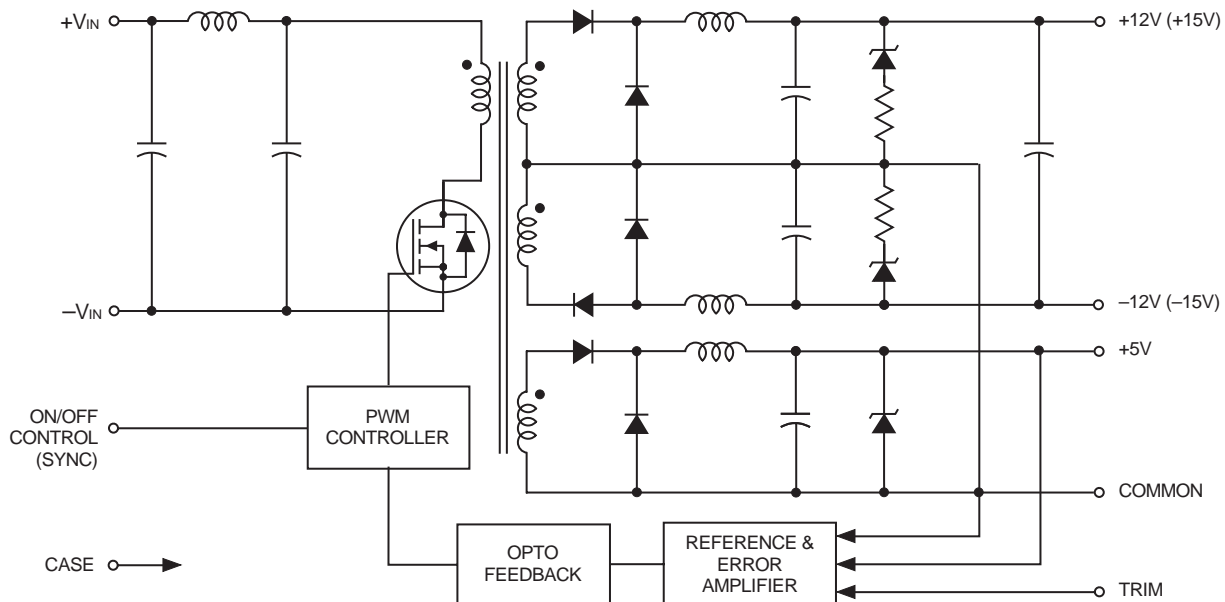 +VIN
+12V (+15V)
–VIN
–12V (–15V)
+5V
ON/OFF
CONTROL
(SYNC)
PWM
CONTROLLER
COMMON
CASE
OPTO
FEEDBACK
REFERENCE &
ERROR
AMPLIFIER
TRIM